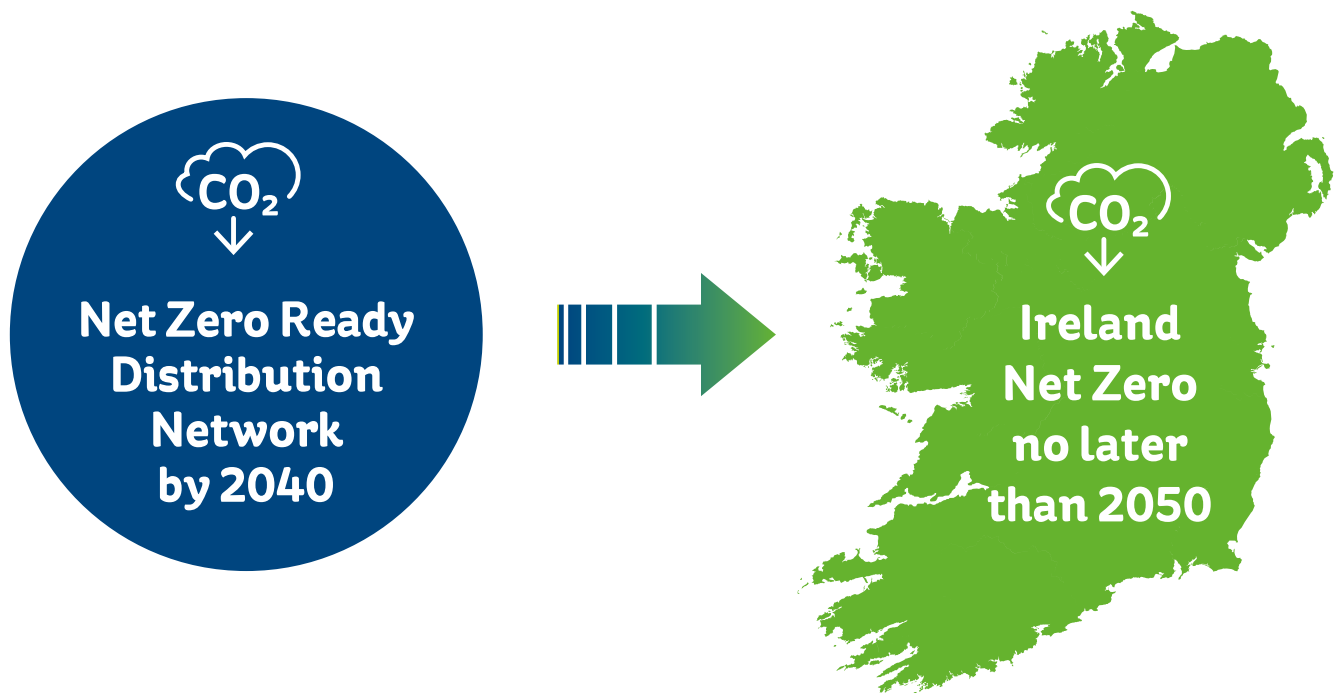 CO₂
Net Zero Ready
Distribution
Network
by 2040
CO₂
Ireland
Net Zero
no later
than 2050